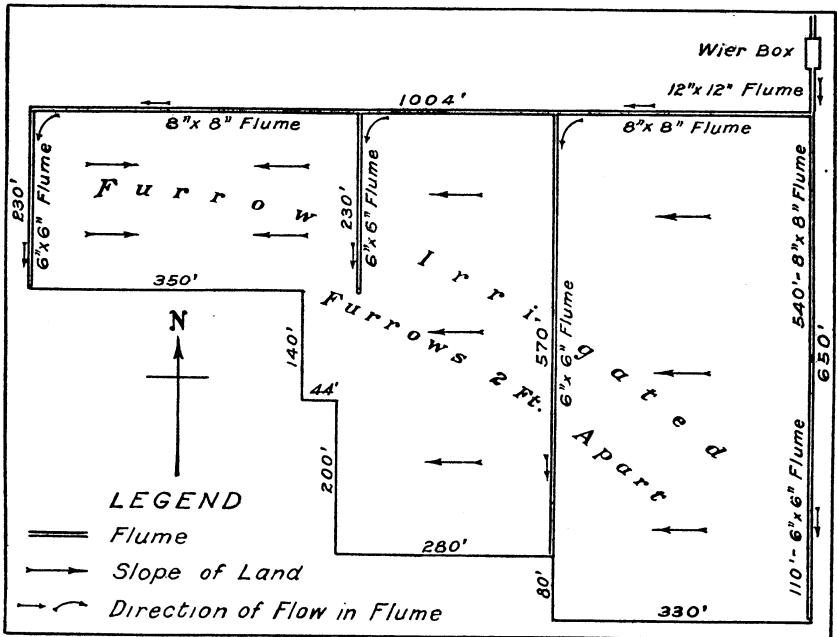 Wier Box
12"x 12" Flume
1004'
8"x 8" Flume
8"x 8" Flume
230'
6"x 6" Flume
230'
6"x 6" Flume
Furrow
Irrigated
Furrows 2 Ft. Apart
350'
140'
44'
200'
280'
570'
6"x 6" Flume
80'
330'
540'- 8"x 8" Flume
650'
110'- 6"x 6" Flume
N
LEGEND
Flume
Slope of Land
Direction of Flow in Flume